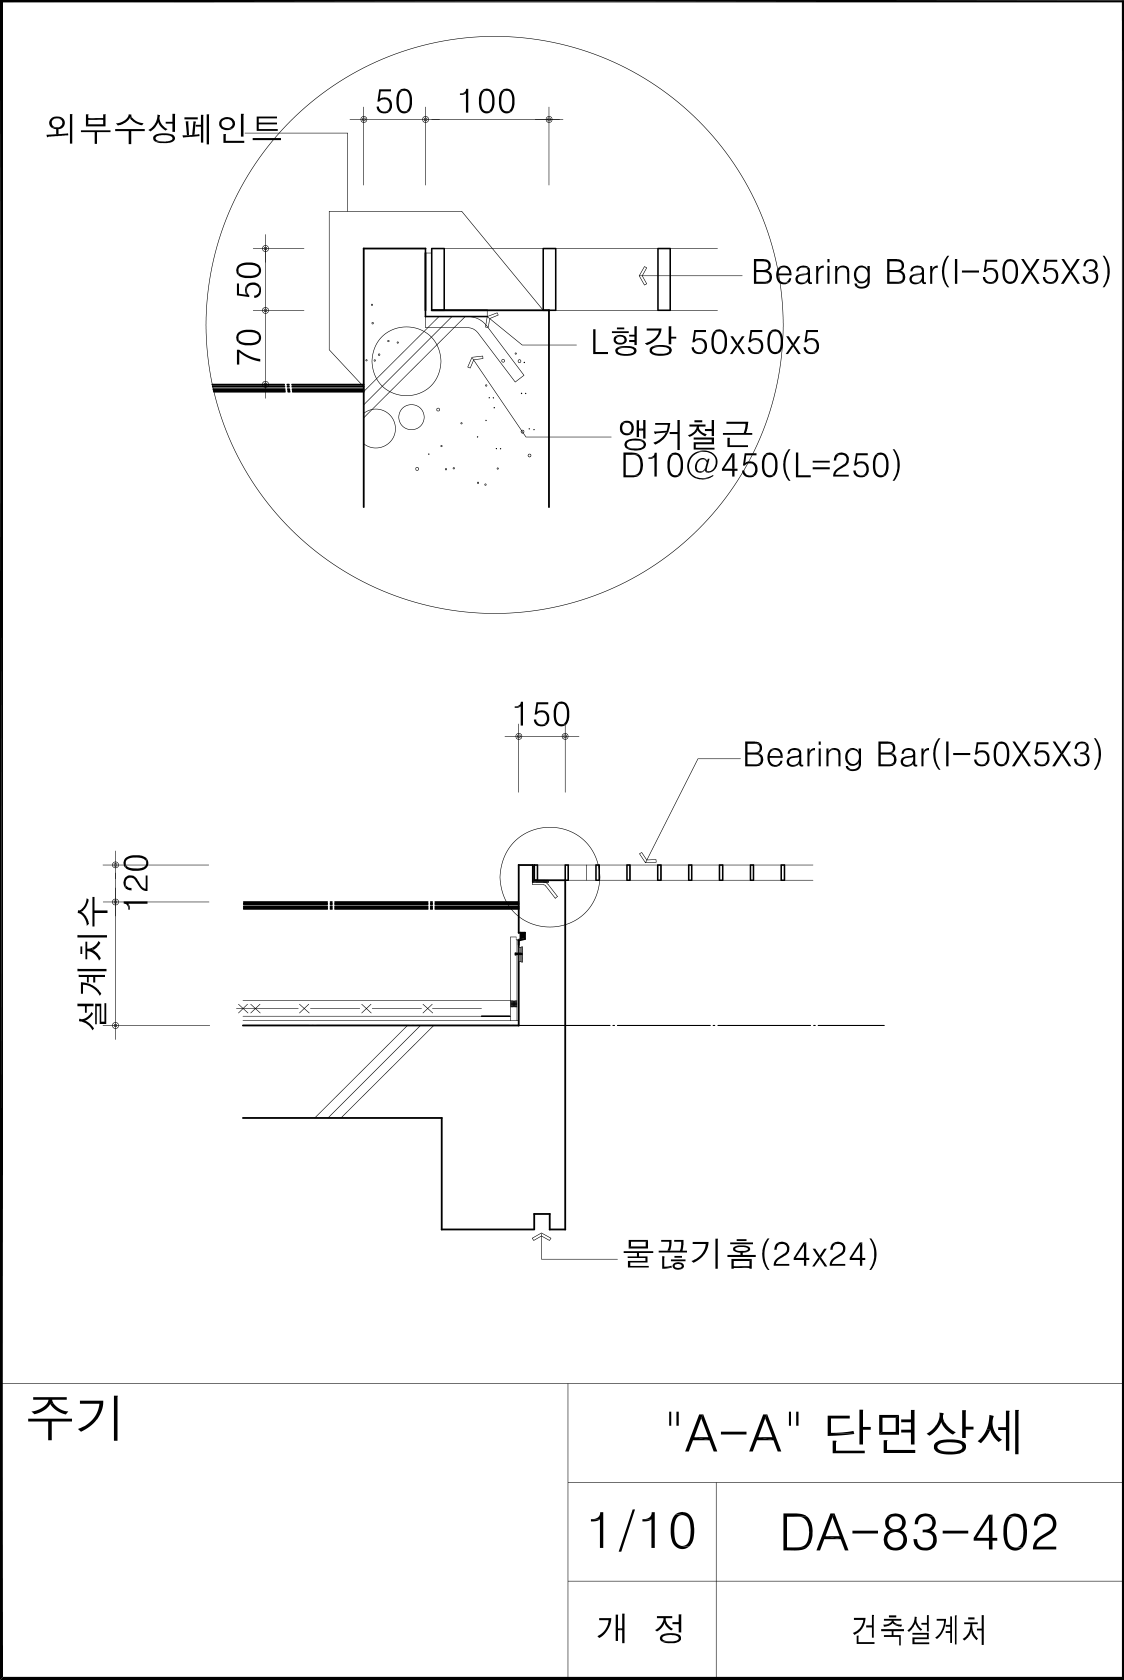 50 100
외부수성페인트
50
70
Bearing Bar(I-50X5X3)
L형강 50x50x5
앵커철근
D10@450(L=250)
150
Bearing Bar(I-50X5X3)
120
설계치수
물끊기홈(24x24)
주기
"A-A" 단면상세
1/10
DA-83-402
개 정
건축설계처